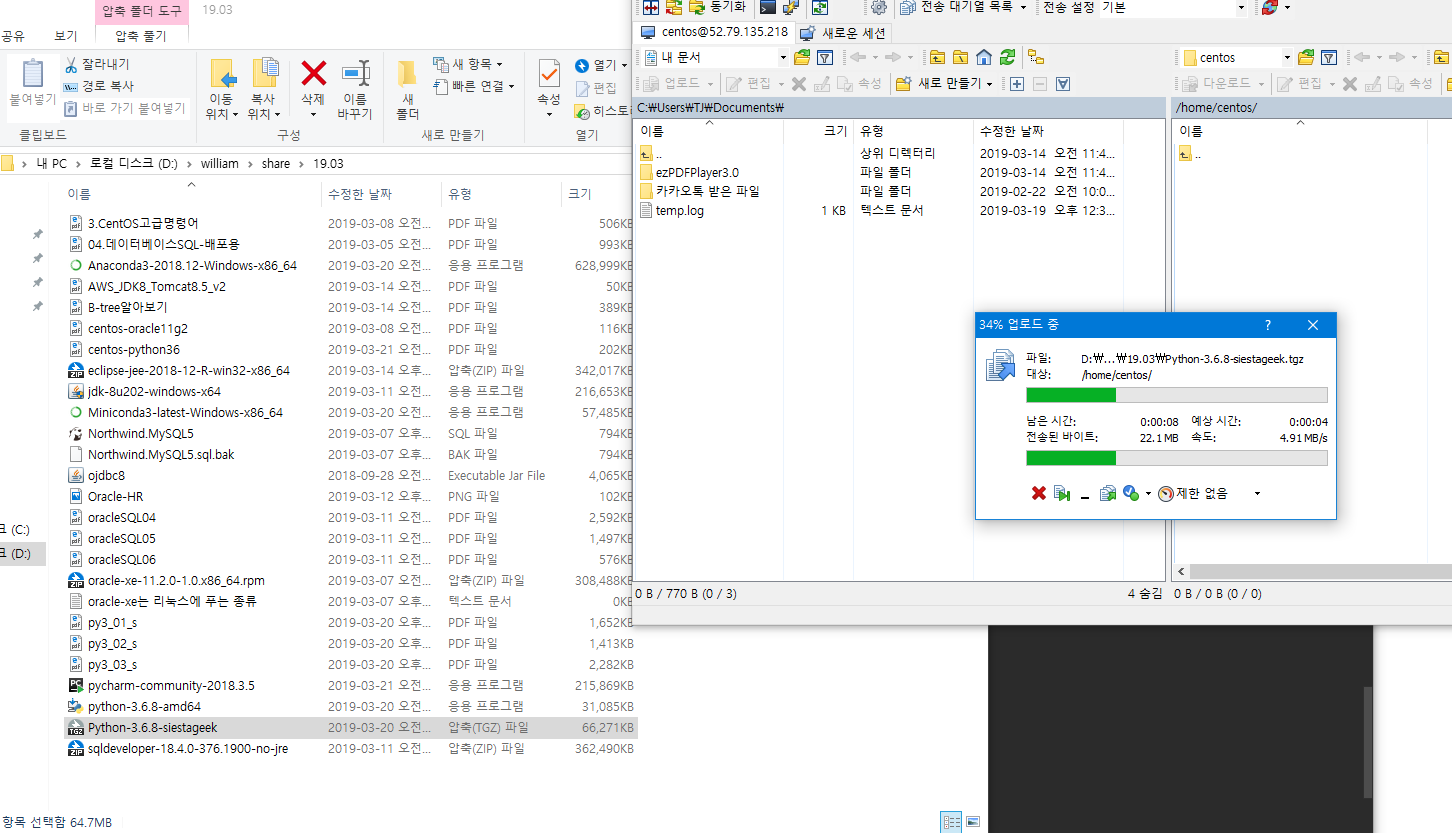 압축 폴더 도구 19.03
공유 보기 압축 풀기
붙여넣기
잘라내기
경로 복사
바로 가기 붙여넣기
이동 위치
복사 위치
삭제
이름 바꾸기
새 폴더
새 항목
빠른 연결
속성
열기
편집
클립보드 구성 새로 만들기 열기
내 PC > 로컬 디스크 (D:) > william > share > 19.03
이름 수정한 날짜 유형 크기
3.CentOS고급명령어 2019-03-08 오전... PDF 파일 506KB
04.데이터베이스SQL-배포용 2019-03-05 오전... PDF 파일 993KB
Anaconda3-2018.12-Windows-x86_64 2019-03-20 오전... 응용 프로그램 628,999KB
AWS_JDK8_Tomcat8.5_v2 2019-03-14 오전... PDF 파일 50KB
B-tree알아보기 2019-03-14 오전... PDF 파일 389KB
centos-oracle11g2 2019-03-08 오전... PDF 파일 116KB
centos-python36 2019-03-21 오전... PDF 파일 202KB
eclipse-jee-2018-12-R-win32-x86_64 2019-03-14 오후... 압축(ZIP) 파일 342,017KB
jdk-8u202-windows-x64 2019-03-11 오전... 응용 프로그램 216,653KB
Miniconda3-latest-Windows-x86_64 2019-03-20 오전... 응용 프로그램 57,485KB
Northwind.MySQL5 2019-03-07 오후... SQL 파일 794KB
Northwind.MySQL5.sql.bak 2019-03-07 오후... BAK 파일 794KB
ojdbc8 2018-09-28 오전... Executable Jar File 4,065KB
Oracle-HR 2019-03-12 오후... PNG 파일 102KB
oracleSQL04 2019-03-11 오전... PDF 파일 2,592KB
oracleSQL05 2019-03-11 오전... PDF 파일 1,497KB
oracleSQL06 2019-03-11 오전... PDF 파일 576KB
oracle-xe-11.2.0-1.0.x86_64.rpm 2019-03-07 오전... 압축(ZIP) 파일 308,488KB
oracle-xe는 리눅스에 푸는 종류 2019-03-07 오전... 텍스트 문서 0KB
py3_01_s 2019-03-20 오후... PDF 파일 1,652KB
py3_02_s 2019-03-20 오후... PDF 파일 1,413KB
py3_03_s 2019-03-20 오후... PDF 파일 2,282KB
pycharm-community-2018.3.5 2019-03-21 오전... 응용 프로그램 215,869KB
python-3.6.8-amd64 2019-03-20 오전... 응용 프로그램 31,085KB
Python-3.6.8-siestageek 2019-03-20 오전... 압축(TGZ) 파일 66,271KB
sqldeveloper-18.4.0-376.1900-no-jre 2019-03-11 오전... 압축(ZIP) 파일 362,490KB
크 (C:)
크 (D:)
항목 선택함 64.7MB
동기화 전송 대기열 목록 전송 설정 기본
centos@52.79.135.218 새로운 세션
내 문서 centos
업로드 편집 속성 새로 만들기 다운로드 편집 속성
C:₩Users₩TJ₩Documents₩ /home/centos/
이름 크기 유형 수정한 날짜 이름
.. 상위 디렉터리 2019-03-14 오전 11:4... ..
ezPDFPlayer3.0 파일 폴더 2019-03-14 오전 11:4...
카카오톡 받은 파일 파일 폴더 2019-02-22 오전 10:0...
temp.log 1 KB 텍스트 문서 2019-03-19 오후 12:3...
34% 업로드 중 ?
파일: D:₩...₩19.03₩Python-3.6.8-siestageek.tgz
대상: /home/centos/
남은 시간: 0:00:08 예상 시간: 0:00:04
전송된 바이트: 22.1 MB 속도: 4.91 MB/s
제한 없음
0 B / 770 B (0 / 3) 4 숨김 0 B / 0 B (0 / 0)